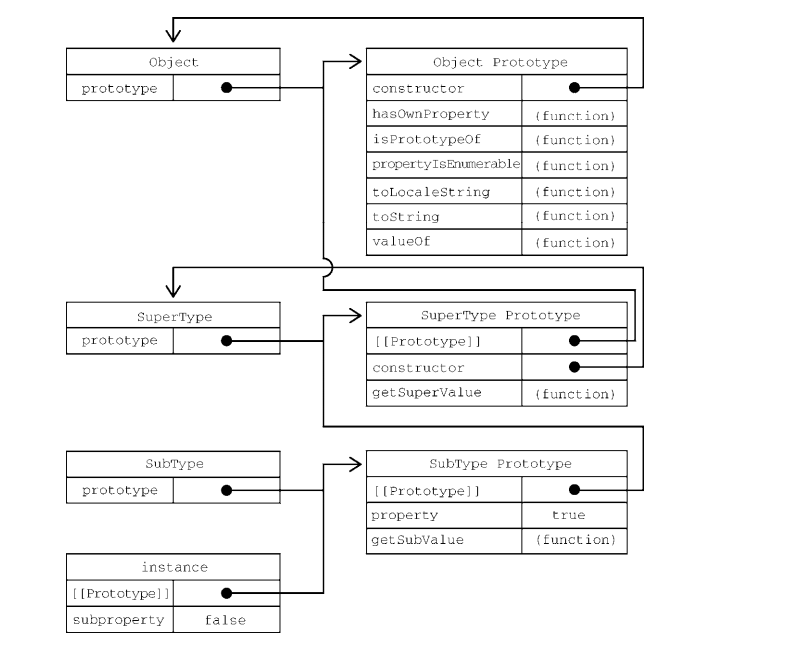 Object
prototype
Object Prototype
constructor
hasOwnProperty (function)
isPrototypeOf (function)
propertyIsEnumerable (function)
toLocaleString (function)
toString (function)
valueOf (function)
SuperType
prototype
SuperType Prototype
[[Prototype]]
constructor
getSuperValue (function)
SubType
prototype
SubType Prototype
[[Prototype]]
property true
getSubValue (function)
instance
[[Prototype]]
subproperty false